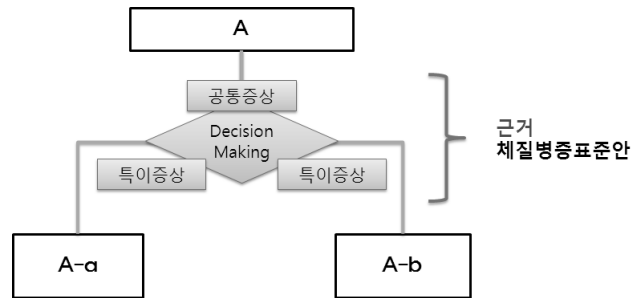 A
공통증상
Decision
Making
특이증상
특이증상
근거
체질병증표준안
A-a
A-b